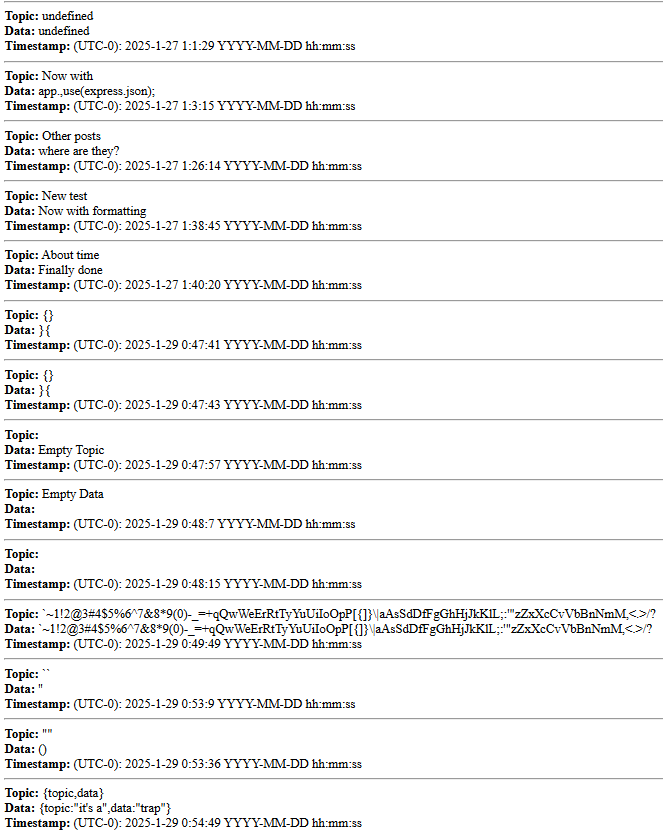 Topic: undefined
Data: undefined
Timestamp: (UTC-0): 2025-1-27 1:1:29 YYYY-MM-DD hh:mm:ss
Topic: Now with
Data: app.,use(express.json);
Timestamp: (UTC-0): 2025-1-27 1:3:15 YYYY-MM-DD hh:mm:ss
Topic: Other posts
Data: where are they?
Timestamp: (UTC-0): 2025-1-27 1:26:14 YYYY-MM-DD hh:mm:ss
Topic: New test
Data: Now with formatting
Timestamp: (UTC-0): 2025-1-27 1:38:45 YYYY-MM-DD hh:mm:ss
Topic: About time
Data: Finally done
Timestamp: (UTC-0): 2025-1-27 1:40:20 YYYY-MM-DD hh:mm:ss
Topic: {}
Data: }{
Timestamp: (UTC-0): 2025-1-29 0:47:41 YYYY-MM-DD hh:mm:ss
Topic: {}
Data: }{
Timestamp: (UTC-0): 2025-1-29 0:47:43 YYYY-MM-DD hh:mm:ss
Topic:
Data: Empty Topic
Timestamp: (UTC-0): 2025-1-29 0:47:57 YYYY-MM-DD hh:mm:ss
Topic: Empty Data
Data:
Timestamp: (UTC-0): 2025-1-29 0:48:7 YYYY-MM-DD hh:mm:ss
Topic:
Data:
Timestamp: (UTC-0): 2025-1-29 0:48:15 YYYY-MM-DD hh:mm:ss
Topic: `~1!2@3#4$5%6^7&8*9(0)-_=+qQwWeErRtTyYuUiIoOpP[{]}\|aAsSdDfFgGhHjJkKlL;:'"zZxXcCvVbBnNmM,<.>/?
Data: `~1!2@3#4$5%6^7&8*9(0)-_=+qQwWeErRtTyYuUiIoOpP[{]}\|aAsSdDfFgGhHjJkKlL;:'"zZxXcCvVbBnNmM,<.>/?
Timestamp: (UTC-0): 2025-1-29 0:49:49 YYYY-MM-DD hh:mm:ss
Topic: ``
Data: ''
Timestamp: (UTC-0): 2025-1-29 0:53:9 YYYY-MM-DD hh:mm:ss
Topic: ""
Data: ()
Timestamp: (UTC-0): 2025-1-29 0:53:36 YYYY-MM-DD hh:mm:ss
Topic: {topic,data}
Data: {topic:"it's a",data:"trap"}
Timestamp: (UTC-0): 2025-1-29 0:54:49 YYYY-MM-DD hh:mm:ss